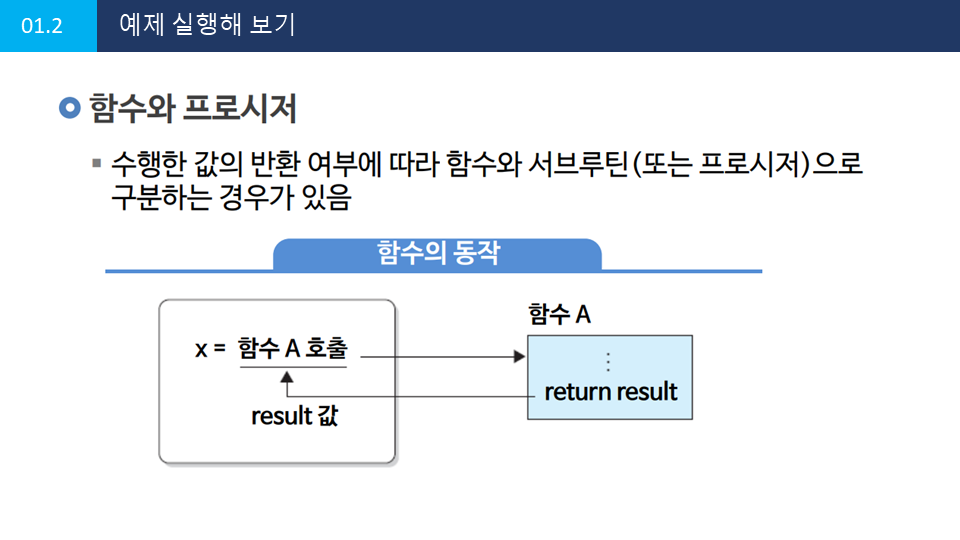 01.2
예제 실행해 보기
함수와 프로시저
수행한 값의 반환 여부에 따라 함수와 서브루틴(또는 프로시저)으로
구분하는 경우가 있음
함수의 동작
함수 A
x = 함수 A 호출
return result
result 값